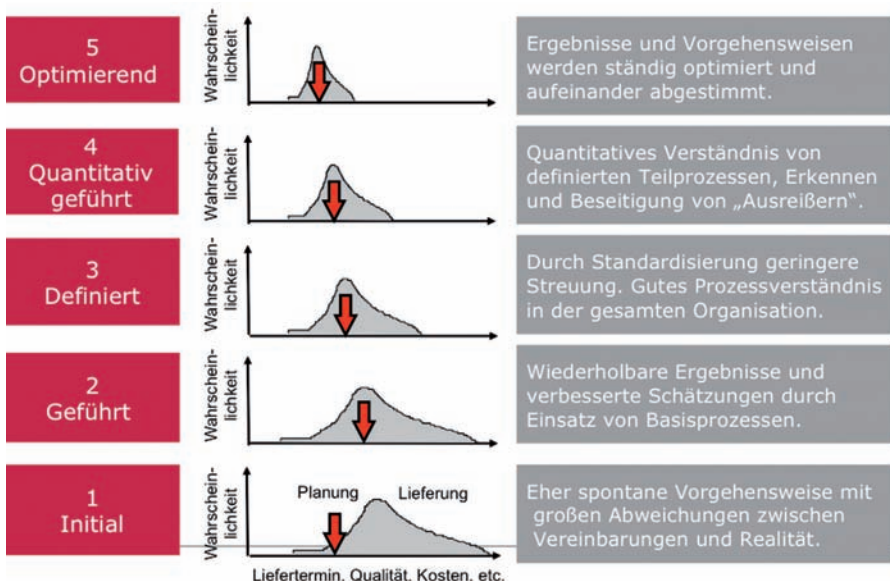 5
Optimierend
Wahrschein-
lichkeit
Ergebnisse und Vorgehensweisen
werden ständig optimiert und
aufeinander abgestimmt.
4
Quantitativ
geführt
Wahrschein-
lichkeit
Quantitatives Verständnis von
definierten Teilprozessen, Erkennen
und Beseitigung von „Ausreißern“.
3
Definiert
Wahrschein-
lichkeit
Durch Standardisierung geringere
Streuung. Gutes Prozessverständnis
in der gesamten Organisation.
2
Geführt
Wahrschein-
lichkeit
Wiederholbare Ergebnisse und
verbesserte Schätzungen durch
Einsatz von Basisprozessen.
1
Initial
Wahrschein-
lichkeit
Planung
Lieferung
Eher spontane Vorgehensweise mit
großen Abweichungen zwischen
Vereinbarungen und Realität.
Liefertermin, Qualität, Kosten, etc.